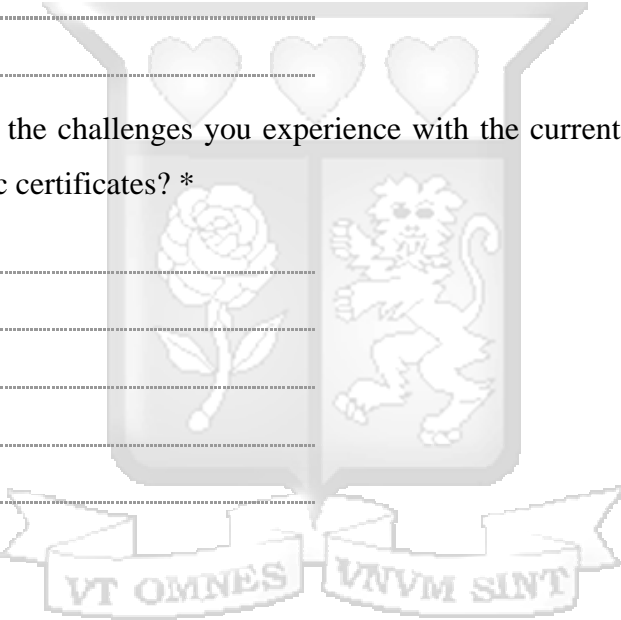 the challenges you experience with the current
c certificates? *
VT OMNES VNVM SINT